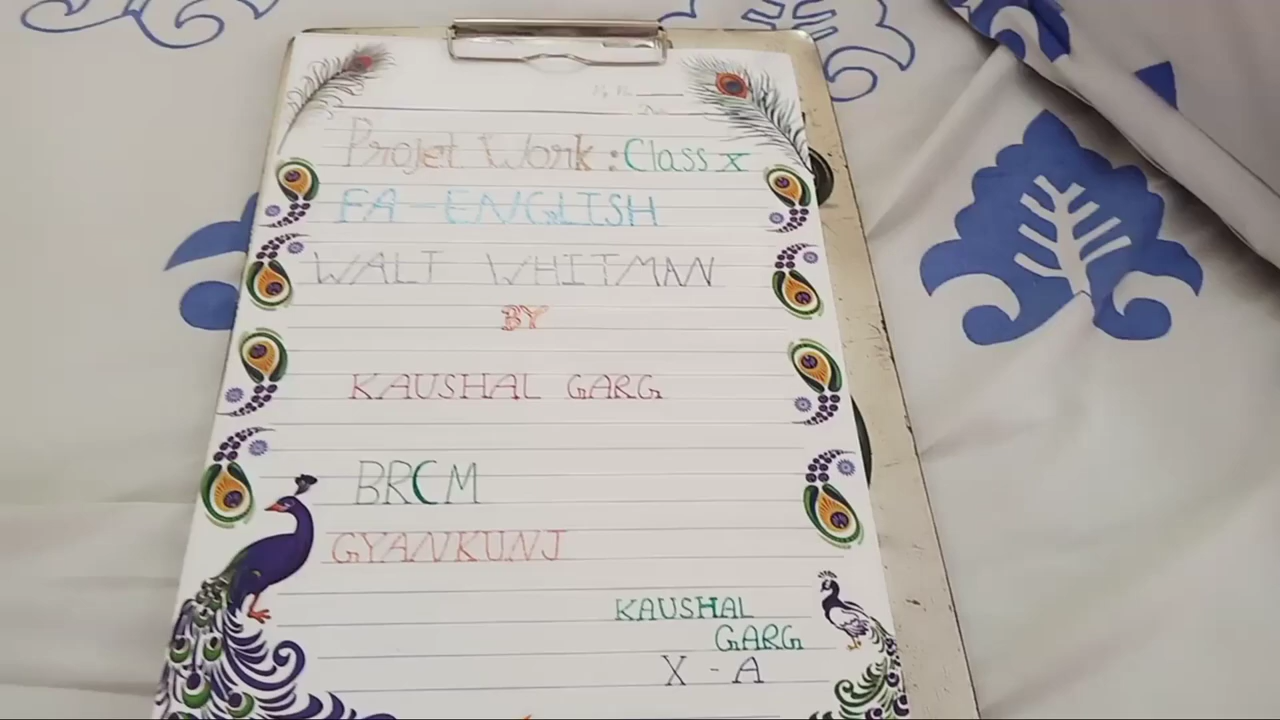 Projet Work : Class X
FA - ENGLISH
WALT WHITMAN
BY
KAUSHAL GARG
BRCM
GYANKUNJ
KAUSHAL
GARG
X - A